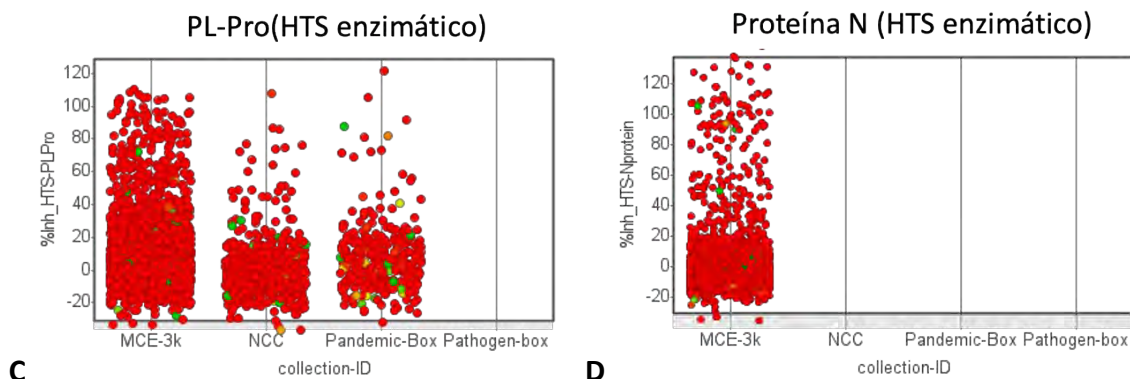 PL-Pro(HTS enzimático)
%Inh_HTS-PLPro
120
100
80
60
40
20
0
-20
MCE-3k
NCC
Pandemic-Box
Pathogen-box
collection-ID
C
Proteína N (HTS enzimático)
%Inh_HTS-Nprotein
120
100
80
60
40
20
0
-20
MCE-3k
NCC
Pandemic-Box
Pathogen-box
collection-ID
D